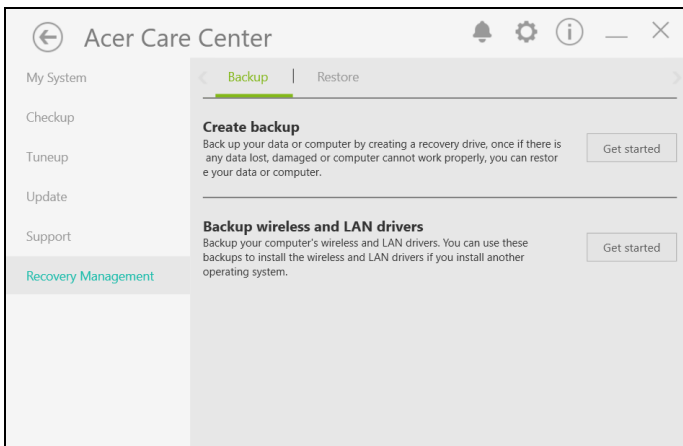 Acer Care Center
My System
Checkup
Tuneup
Update
Support
Recovery Management
Backup | Restore
Create backup
Back up your data or computer by creating a recovery drive, once if there is
any data lost, damaged or computer cannot work properly, you can restor
e your data or computer.
Get started
Backup wireless and LAN drivers
Backup your computer's wireless and LAN drivers. You can use these
backups to install the wireless and LAN drivers if you install another
operating system.
Get started